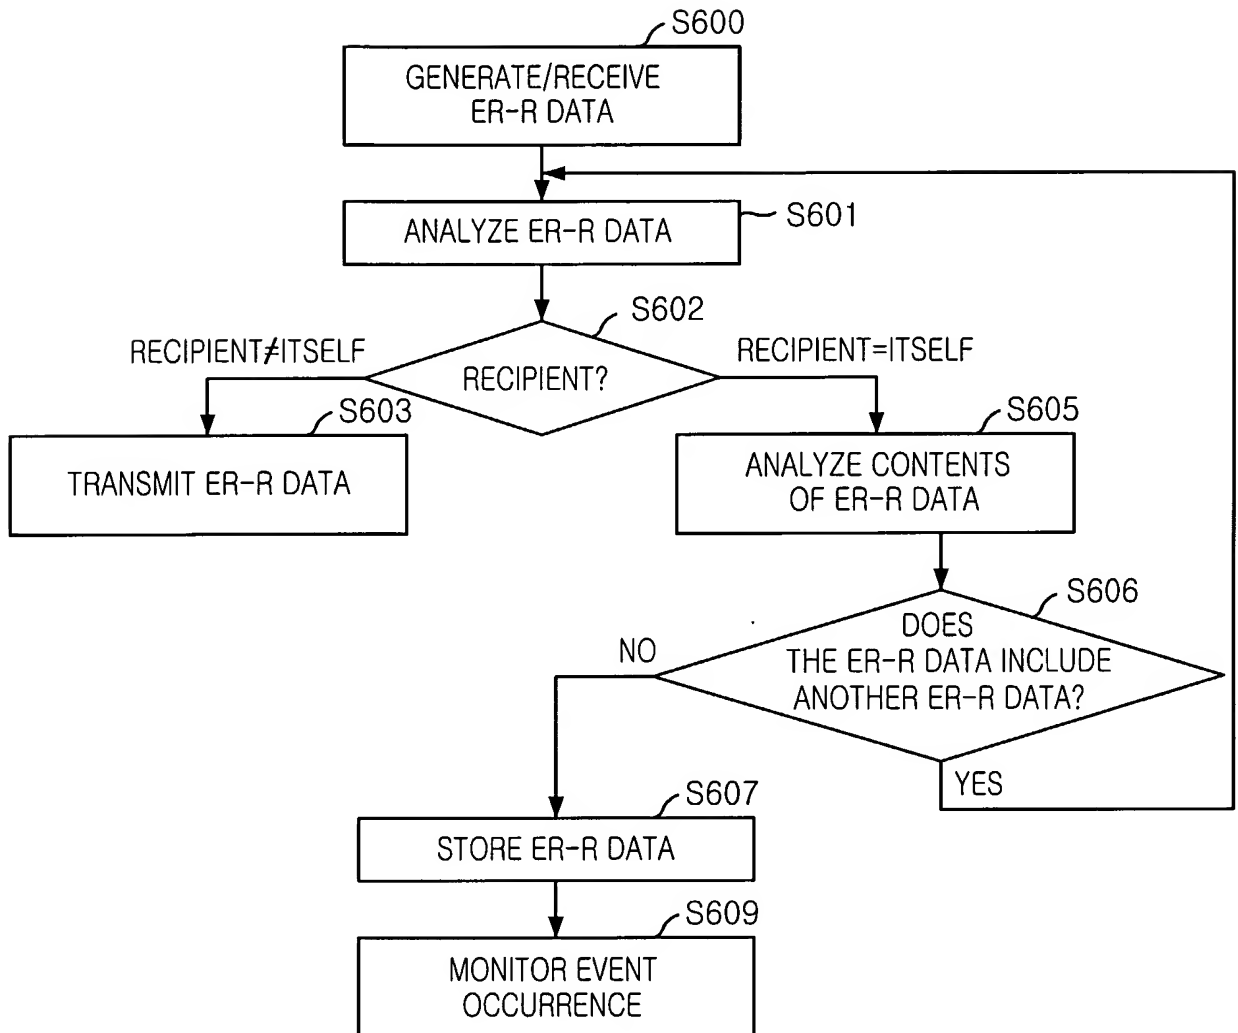 S600
GENERATE/RECEIVE
ER-R DATA
ANALYZE ER-R DATA
S601
S602
RECIPIENT≠ITSELF
RECIPIENT?
RECIPIENT=ITSELF
S603
TRANSMIT ER-R DATA
S605
ANALYZE CONTENTS
OF ER-R DATA
S606
DOES
THE ER-R DATA INCLUDE
ANOTHER ER-R DATA?
NO
YES
S607
STORE ER-R DATA
S609
MONITOR EVENT
OCCURRENCE